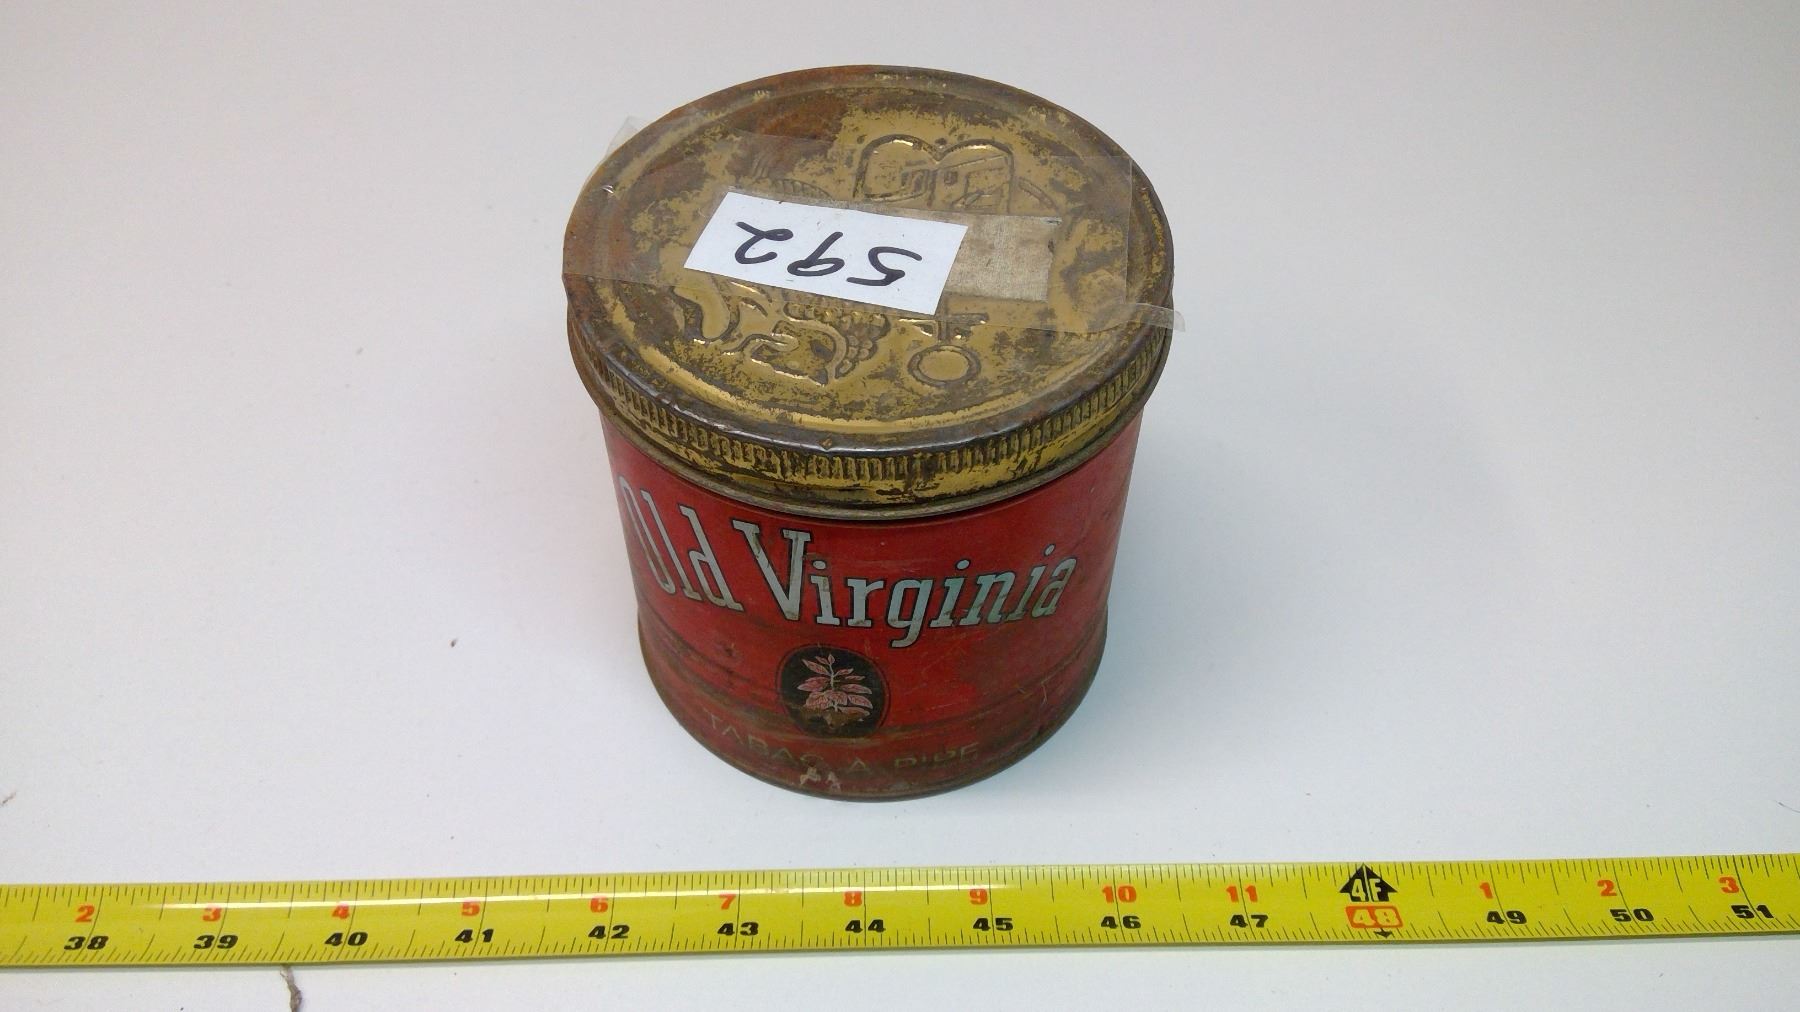 592
Old Virginia
TABAC A PIPE
2 3 4 5 6 7 8 9 10 11 4F 1 2 3
38 39 40 41 42 43 44 45 46 47 48 49 50 51